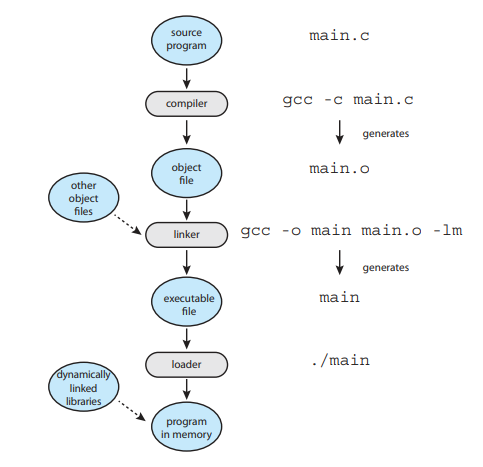 source
program
main.c
compiler
gcc -c main.c
generates
object
file
main.o
other
object
files
linker
gcc -o main main.o -lm
generates
executable
file
main
loader
./main
dynamically
linked
libraries
program
in memory